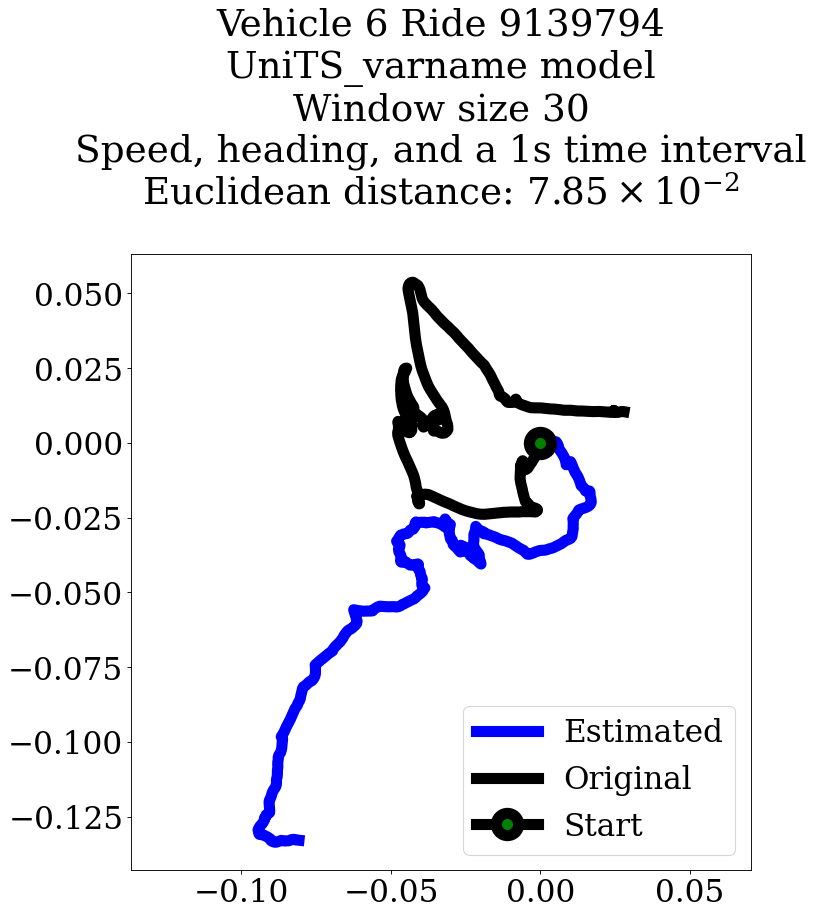 Vehicle 6 Ride 9139794
UniTS_varname model
Window size 30
Speed, heading, and a 1s time interval
Euclidean distance: 7.85 × 10⁻²
0.050
0.025
0.000
−0.025
−0.050
−0.075
−0.100
−0.125
Estimated
Original
Start
−0.10 −0.05 0.00 0.05